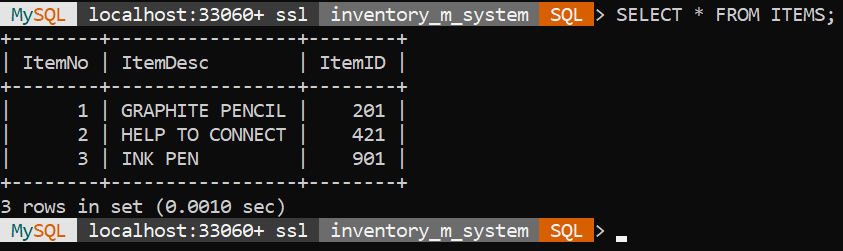 MySQL localhost:33060+ ssl inventory_m_system SQL > SELECT * FROM ITEMS;
+--------+-----------------+--------+
| ItemNo | ItemDesc        | ItemID |
+--------+-----------------+--------+
|      1 | GRAPHITE PENCIL |    201 |
|      2 | HELP TO CONNECT |    421 |
|      3 | INK PEN         |    901 |
+--------+-----------------+--------+
3 rows in set (0.0010 sec)
MySQL localhost:33060+ ssl inventory_m_system SQL > _